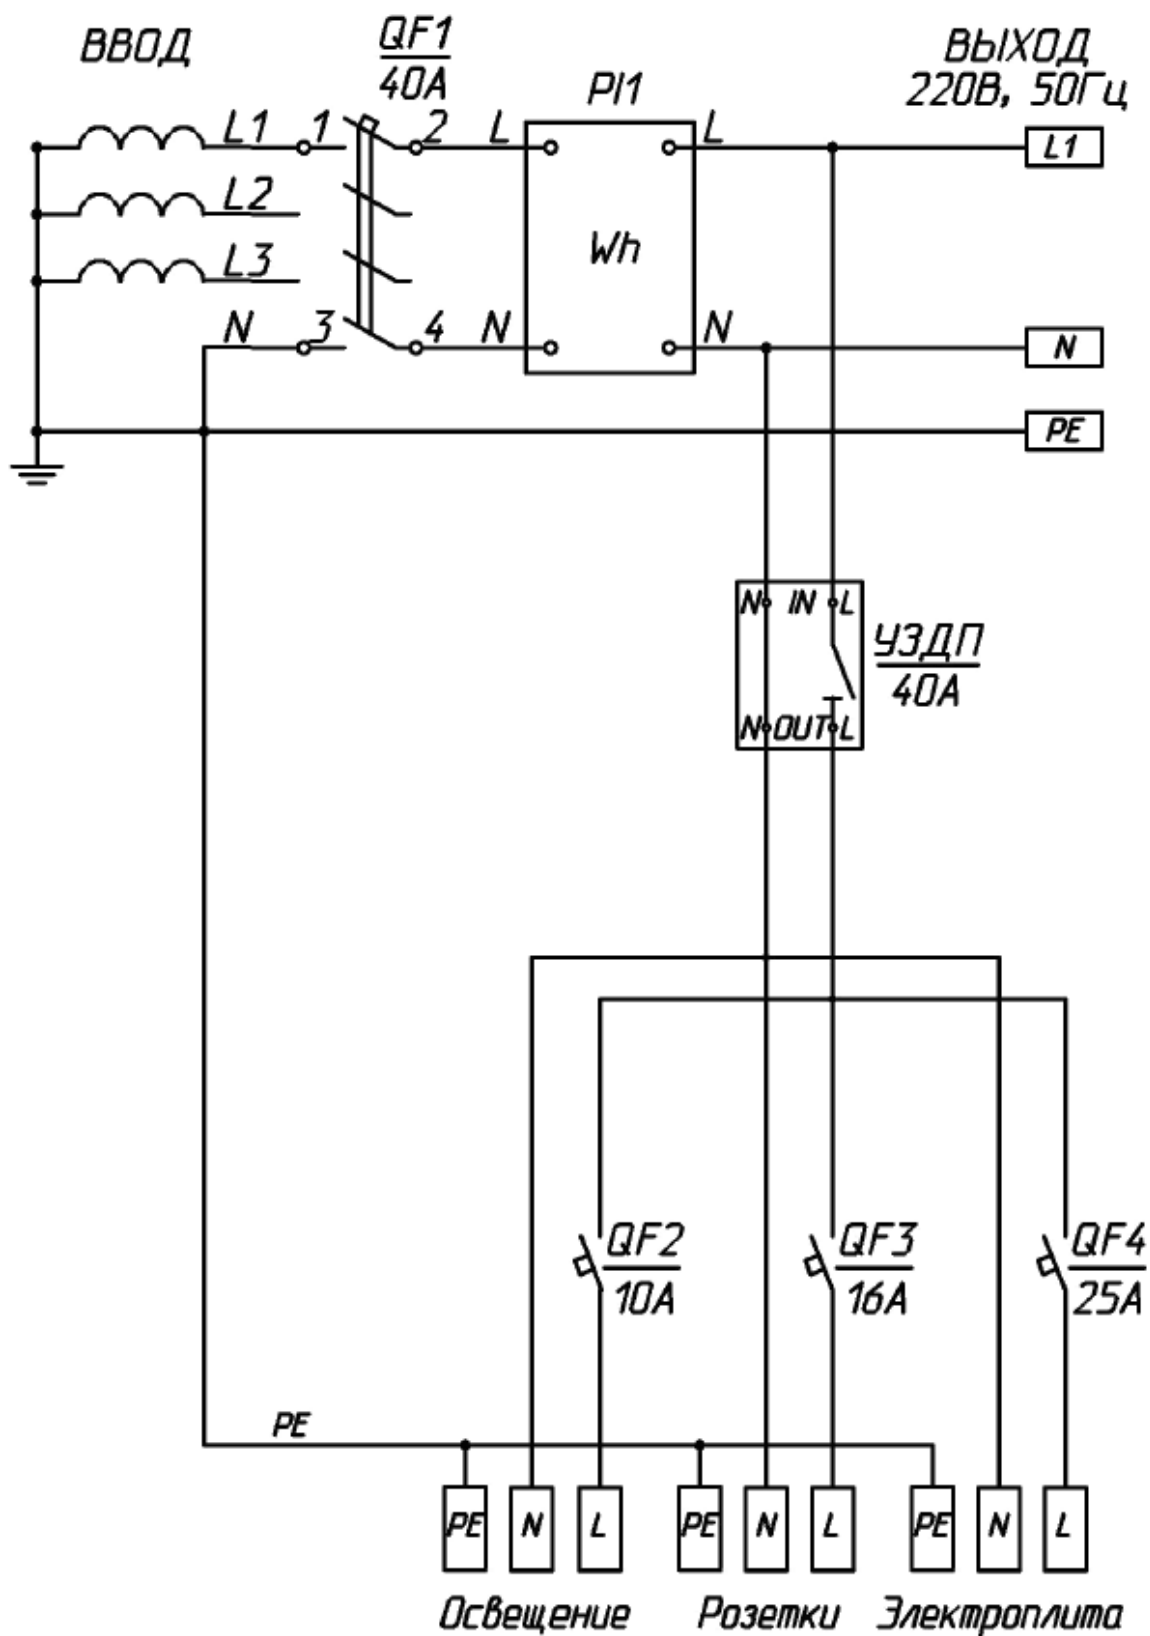 ВВОД
QF1
40А
PI1
ВЫХОД
220В, 50Гц
L1
1
2
L
L
L1
L2
L3
Wh
N
3
4
N
N
N
PE
N IN L
УЗДП
40А
N OUT L
QF2
10А
QF3
16А
QF4
25А
PE
PE N L
PE N L
PE N L
Освещение
Розетки
Электроплита